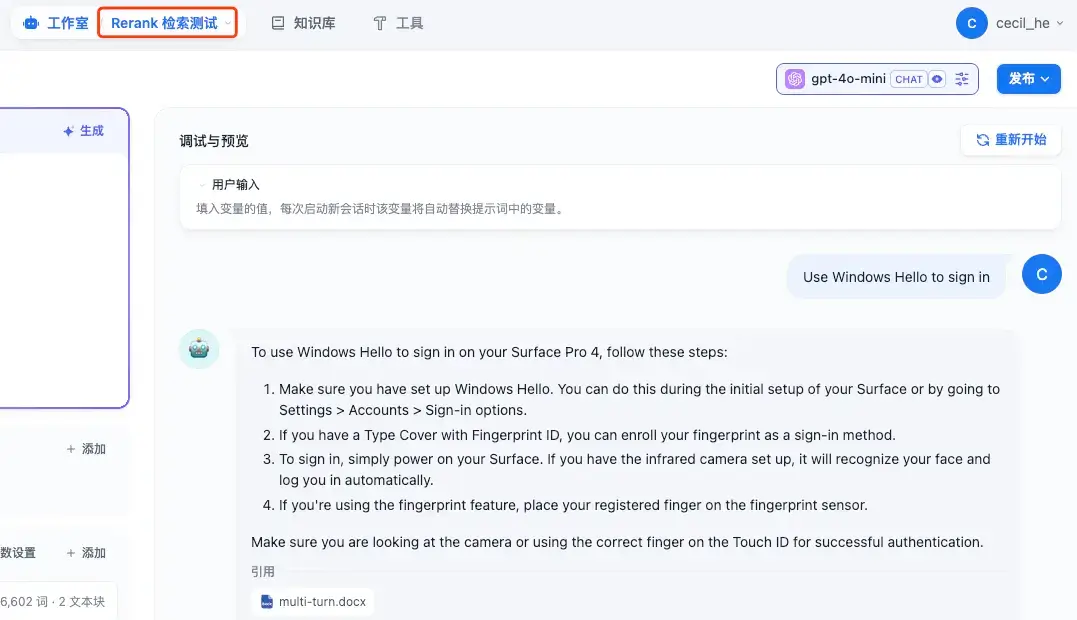 工作室
Rerank 检索测试
知识库
工具
C
cecil_he
gpt-4o-mini
CHAT
发布
生成
调试与预览
重新开始
用户输入
填入变量的值，每次启动新会话时该变量将自动替换提示词中的变量。
Use Windows Hello to sign in
C
To use Windows Hello to sign in on your Surface Pro 4, follow these steps:
1. Make sure you have set up Windows Hello. You can do this during the initial setup of your Surface or by going to
Settings > Accounts > Sign-in options.
2. If you have a Type Cover with Fingerprint ID, you can enroll your fingerprint as a sign-in method.
3. To sign in, simply power on your Surface. If you have the infrared camera set up, it will recognize your face and
log you in automatically.
4. If you're using the fingerprint feature, place your registered finger on the fingerprint sensor.
+ 添加
Make sure you are looking at the camera or using the correct finger on the Touch ID for successful authentication.
数设置
+ 添加
引用
6,602 词 · 2 文本块
multi-turn.docx